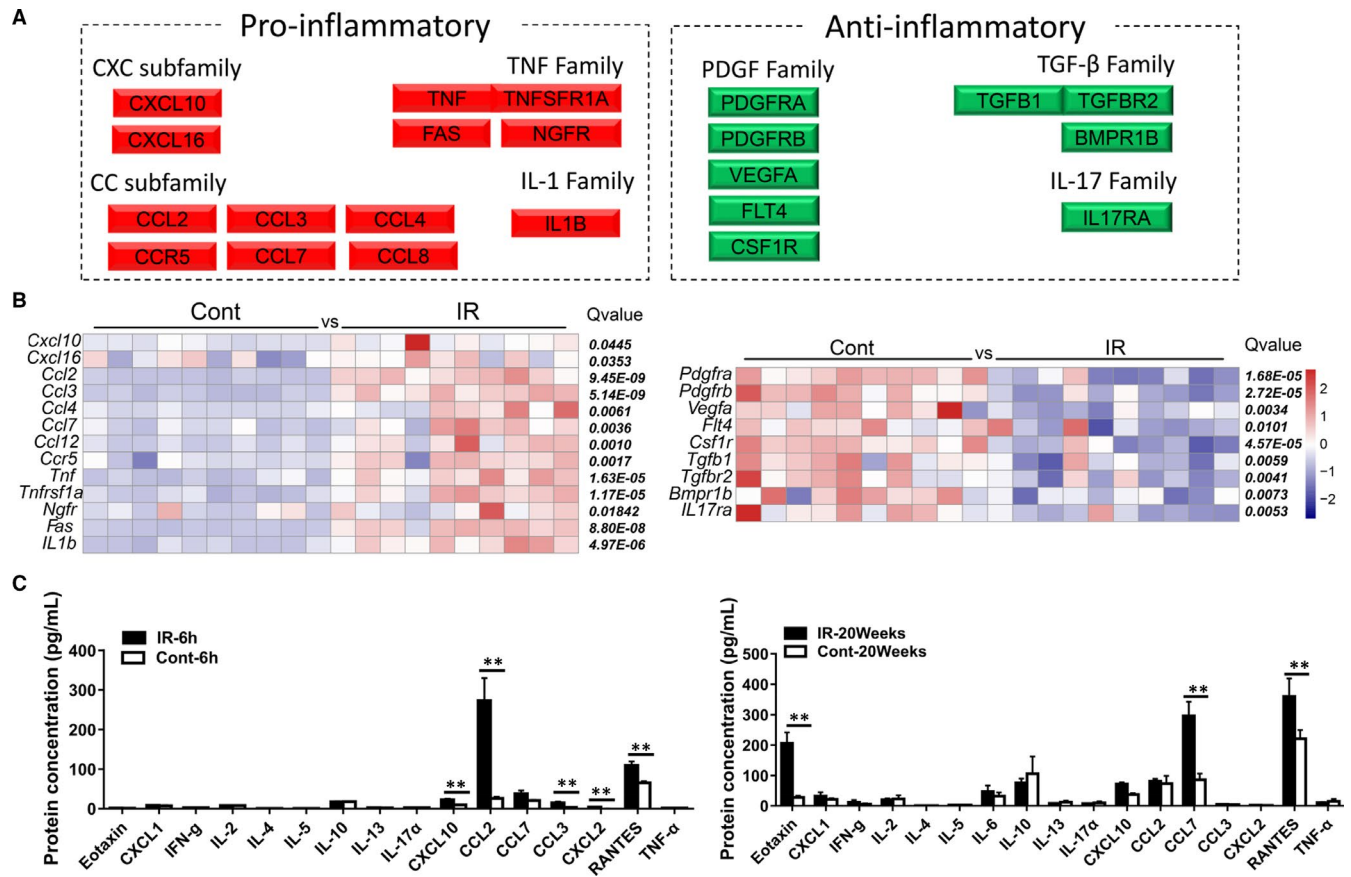 A
Pro-inflammatory
CXC subfamily
CXCL10
CXCL16
TNF Family
TNF TNFSFR1A
FAS NGFR
CC subfamily
CCL2 CCL3 CCL4
CCR5 CCL7 CCL8
IL-1 Family
IL1B
Anti-inflammatory
PDGF Family
PDGFRA
PDGFRB
VEGFA
FLT4
CSF1R
TGF-β Family
TGFB1 TGFBR2
BMPR1B
IL-17 Family
IL17RA
B
Cont vs IR Qvalue
Cxcl10 0.0445
Cxcl16 0.0353
Ccl2 9.45E-09
Ccl3 5.14E-09
Ccl4 0.0061
Ccl7 0.0036
Ccl12 0.0010
Ccr5 0.0017
Tnf 1.63E-05
Tnfrsf1a 1.17E-05
Ngfr 0.01842
Fas 8.80E-08
IL1b 4.97E-06
Cont vs IR Qvalue
Pdgfra 1.68E-05
Pdgfrb 2.72E-05
Vegfa 0.0034
Flt4 0.0101
Csf1r 4.57E-05
Tgfb1 0.0059
Tgfbr2 0.0041
Bmpr1b 0.0073
IL17ra 0.0053
2
1
0
−1
−2
C
Protein concentration (pg/mL)
IR-6h
Cont-6h
400
300
200
100
0
** ** ** ** **
Eotaxin CXCL1 IFN-g IL-2 IL-4 IL-5 IL-10 IL-13 IL-17α CXCL10 CCL2 CCL7 CCL3 CXCL2 RANTES TNF-α
Protein concentration (pg/mL)
IR-20Weeks
Cont-20Weeks
500
400
300
200
100
0
** ** **
Eotaxin CXCL1 IFN-g IL-2 IL-4 IL-5 IL-6 IL-10 IL-13 IL-17α CXCL10 CCL2 CCL7 CCL3 CXCL2 RANTES TNF-α